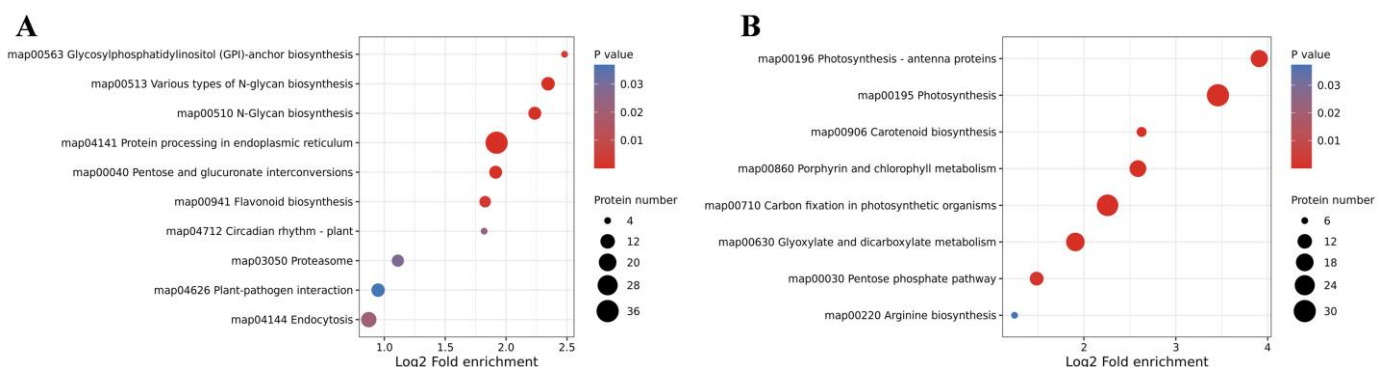 A
map00563 Glycosylphosphatidylinositol (GPI)-anchor biosynthesis
map00513 Various types of N-glycan biosynthesis
map00510 N-Glycan biosynthesis
map04141 Protein processing in endoplasmic reticulum
map00040 Pentose and glucuronate interconversions
map00941 Flavonoid biosynthesis
map04712 Circadian rhythm - plant
map03050 Proteasome
map04626 Plant-pathogen interaction
map04144 Endocytosis
1.0 1.5 2.0 2.5
Log2 Fold enrichment
P value
0.03
0.02
0.01
Protein number
4
12
20
28
36
B
map00196 Photosynthesis - antenna proteins
map00195 Photosynthesis
map00906 Carotenoid biosynthesis
map00860 Porphyrin and chlorophyll metabolism
map00710 Carbon fixation in photosynthetic organisms
map00630 Glyoxylate and dicarboxylate metabolism
map00030 Pentose phosphate pathway
map00220 Arginine biosynthesis
2 3 4
Log2 Fold enrichment
P value
0.03
0.02
0.01
Protein number
6
12
18
24
30